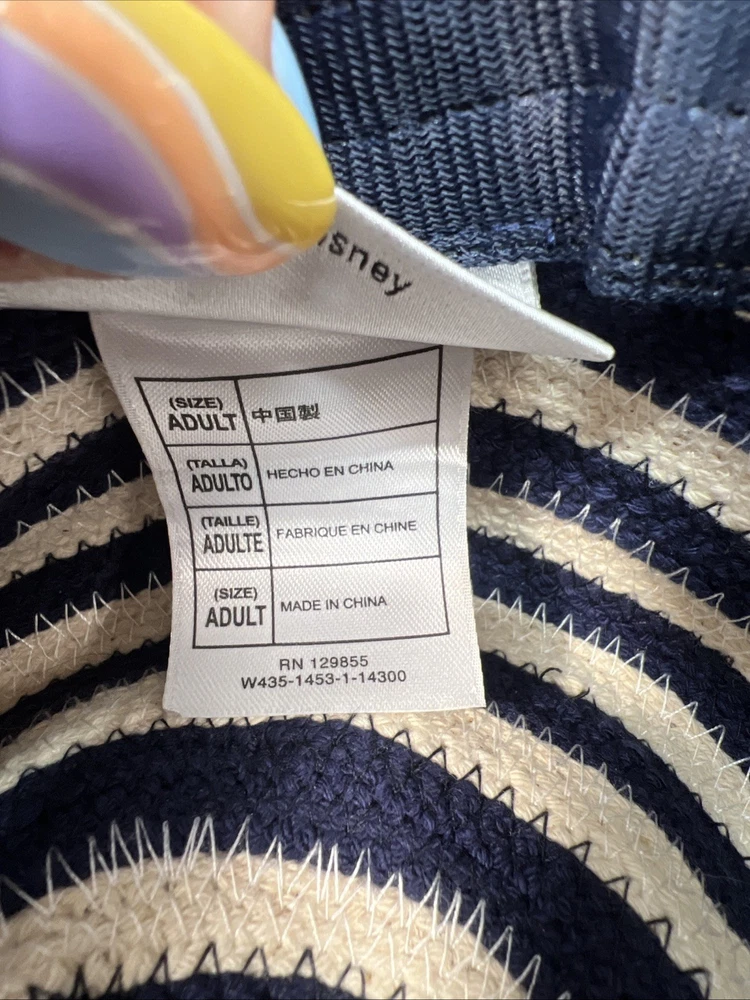 isney
(SIZE)
ADULT
中国製
(TALLA)
ADULTO
HECHO EN CHINA
(TAILLE)
ADULTE
FABRIQUE EN CHINE
(SIZE)
ADULT
MADE IN CHINA
RN 129855
W435-1453-1-14300